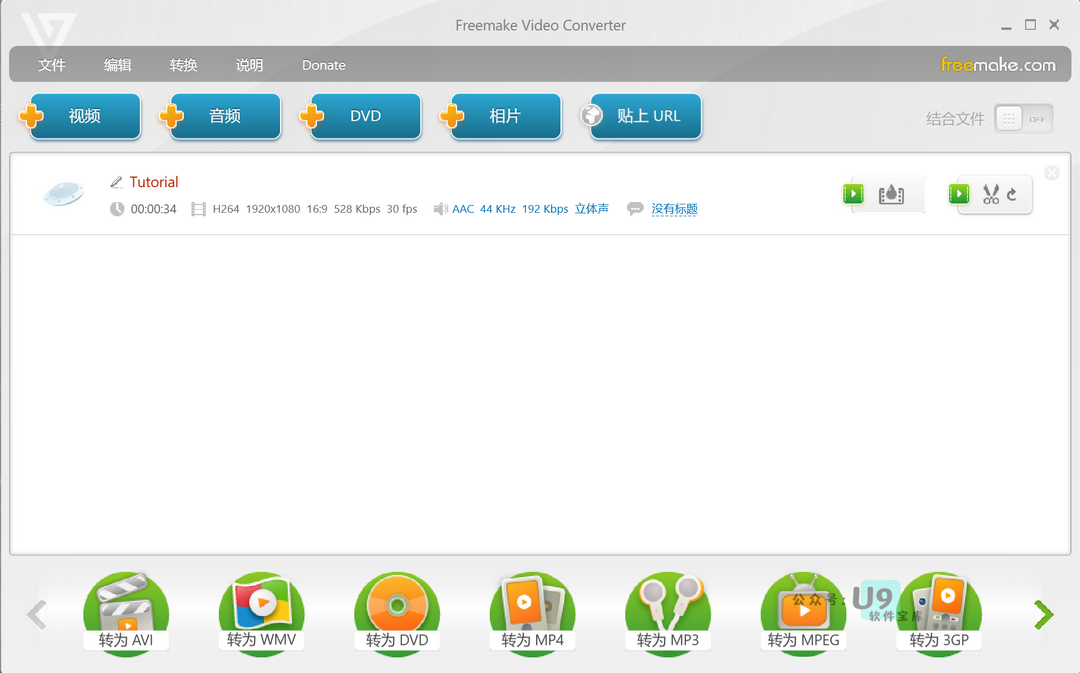 Freemake Video Converter
文件 编辑 转换 说明 Donate freemake.com
视频 音频 DVD 相片 贴上 URL 结合文件 OFF
Tutorial
00:00:34 H264 1920x1080 16:9 528 Kbps 30 fps AAC 44 KHz 192 Kbps 立体声 没有标题
公众号: U9
软件宝库
转为 AVI 转为 WMV 转为 DVD 转为 MP4 转为 MP3 转为 MPEG 转为 3GP